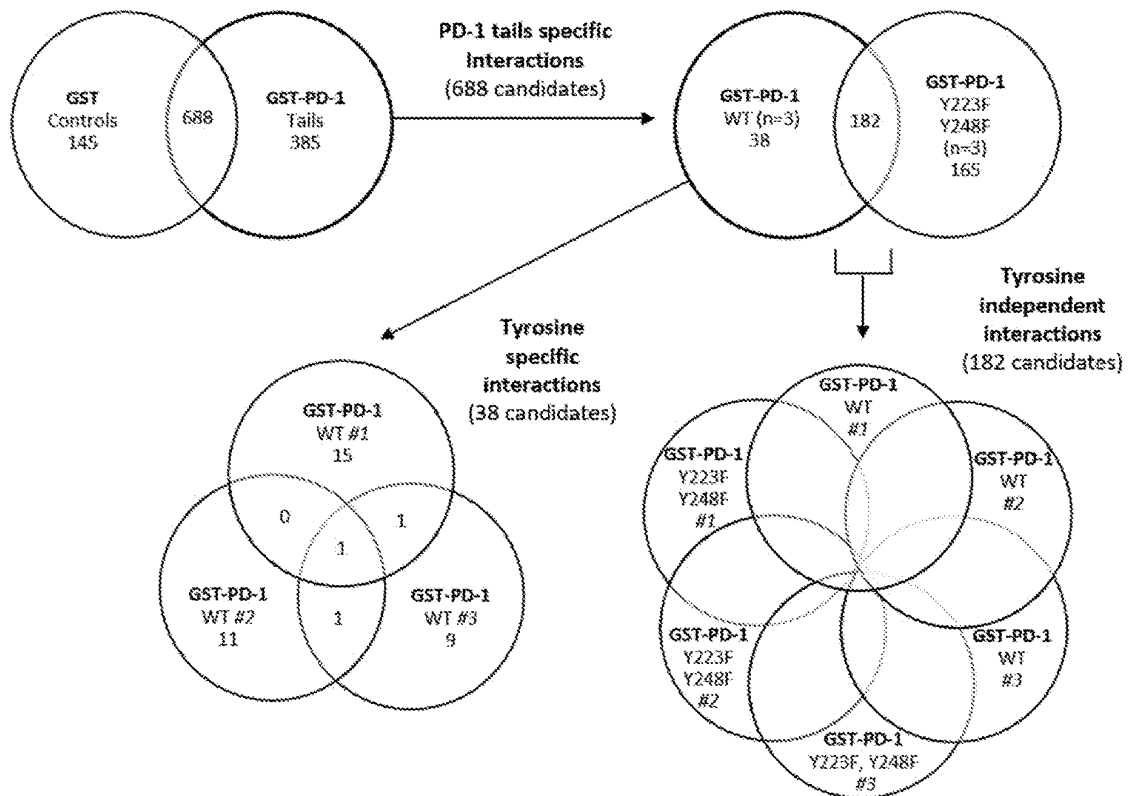 GST
Controls
145
688
GST-PD-1
Tails
385
PD-1 tails specific
Interactions
(688 candidates)
GST-PD-1
WT (n=3)
38
182
GST-PD-1
Y223F
Y248F
(n=3)
165
Tyrosine
specific
interactions
(38 candidates)
Tyrosine
independent
interactions
(182 candidates)
GST-PD-1
WT #1
15
0
1
1
GST-PD-1
WT #2
11
1
GST-PD-1
WT #3
9
GST-PD-1
WT
#1
GST-PD-1
Y223F
Y248F
#1
GST-PD-1
WT
#2
GST-PD-1
Y223F
Y248F
#2
GST-PD-1
WT
#3
GST-PD-1
Y223F, Y248F
#3